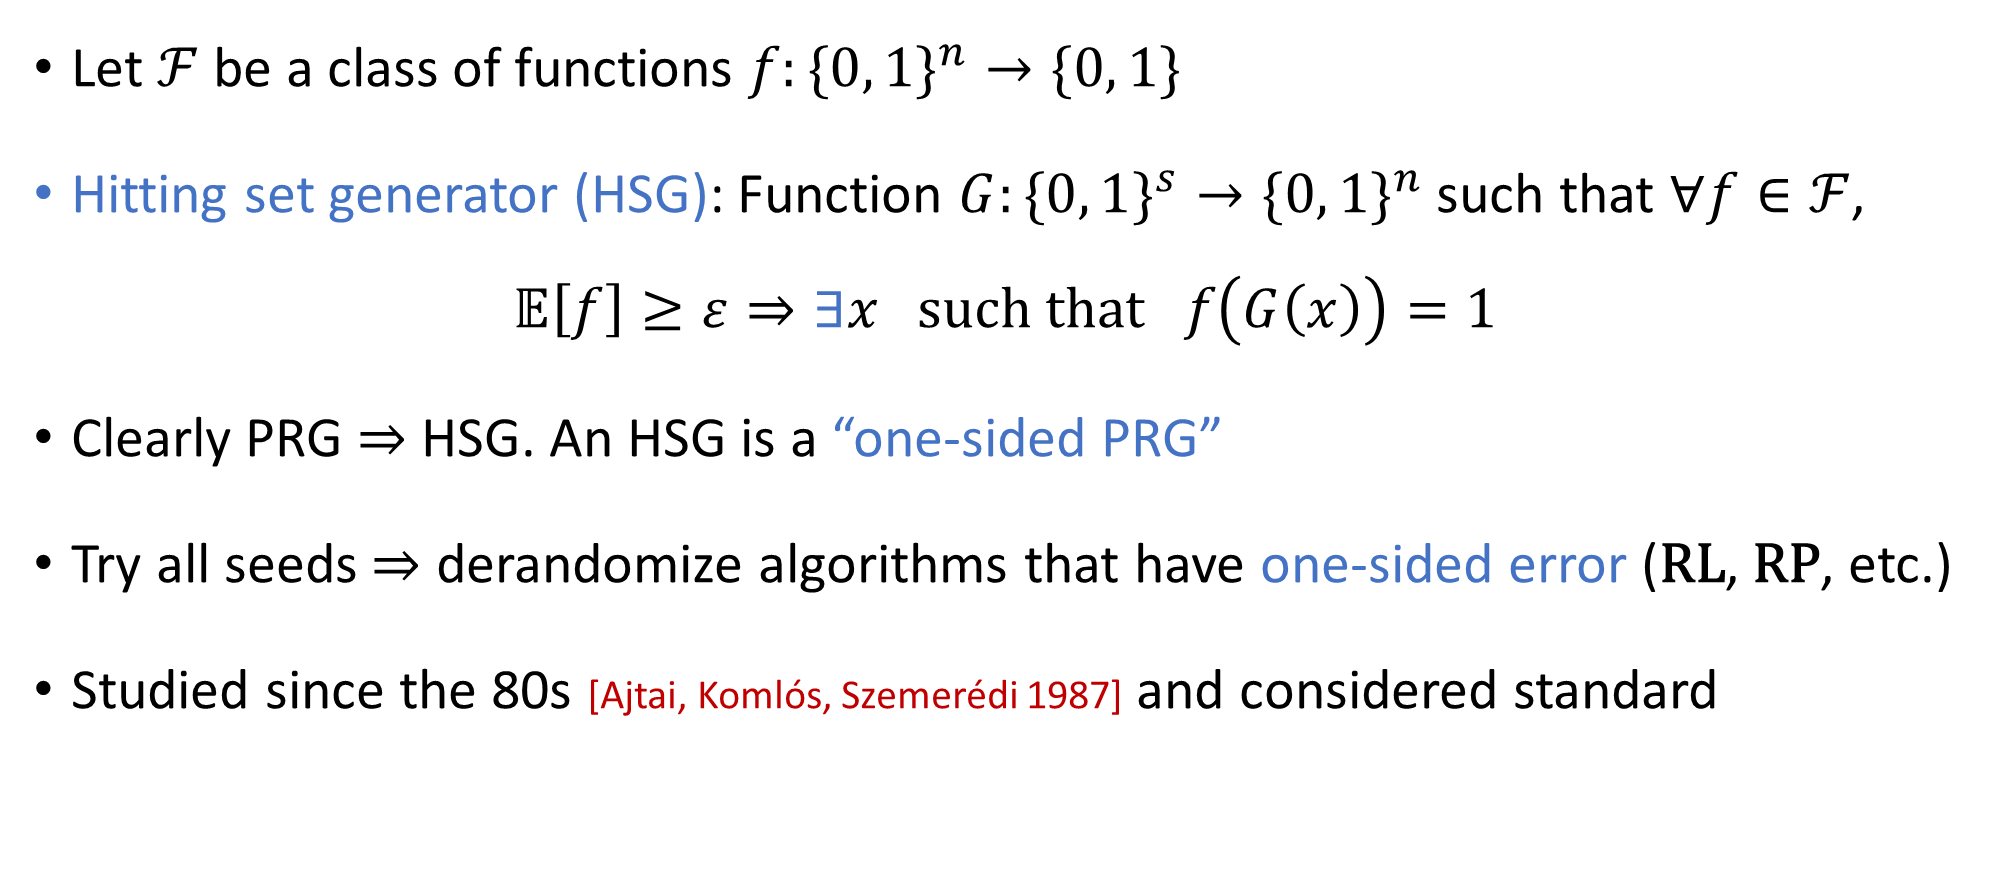 • Let ℱ be a class of functions f: {0, 1}ⁿ → {0, 1}
• Hitting set generator (HSG): Function G: {0, 1}ˢ → {0, 1}ⁿ such that ∀f ∈ ℱ,
𝔼[f] ≥ ε ⇒ ∃x such that f(G(x)) = 1
• Clearly PRG ⇒ HSG. An HSG is a “one-sided PRG”
• Try all seeds ⇒ derandomize algorithms that have one-sided error (RL, RP, etc.)
• Studied since the 80s [Ajtai, Komlós, Szemerédi 1987] and considered standard